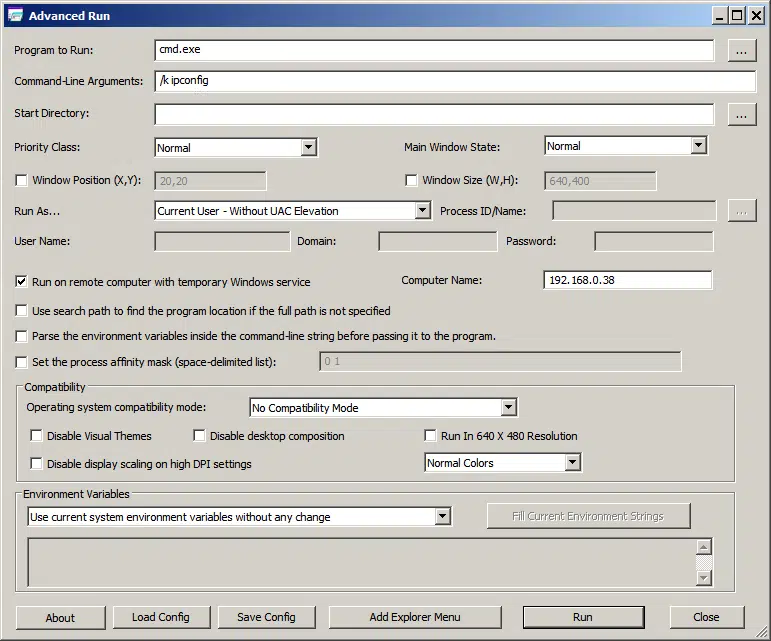 Advanced Run
Program to Run: cmd.exe ...
Command-Line Arguments: /k ipconfig
Start Directory: ...
Priority Class: Normal Main Window State: Normal
Window Position (X,Y): 20,20 Window Size (W,H): 640,400
Run As... Current User - Without UAC Elevation Process ID/Name: ...
User Name: Domain: Password:
Run on remote computer with temporary Windows service Computer Name: 192.168.0.38
Use search path to find the program location if the full path is not specified
Parse the environment variables inside the command-line string before passing it to the program.
Set the process affinity mask (space-delimited list): 0 1
Compatibility
Operating system compatibility mode: No Compatibility Mode
Disable Visual Themes Disable desktop composition Run In 640 X 480 Resolution
Disable display scaling on high DPI settings Normal Colors
Environment Variables
Use current system environment variables without any change Fill Current Environment Strings
About Load Config Save Config Add Explorer Menu Run Close